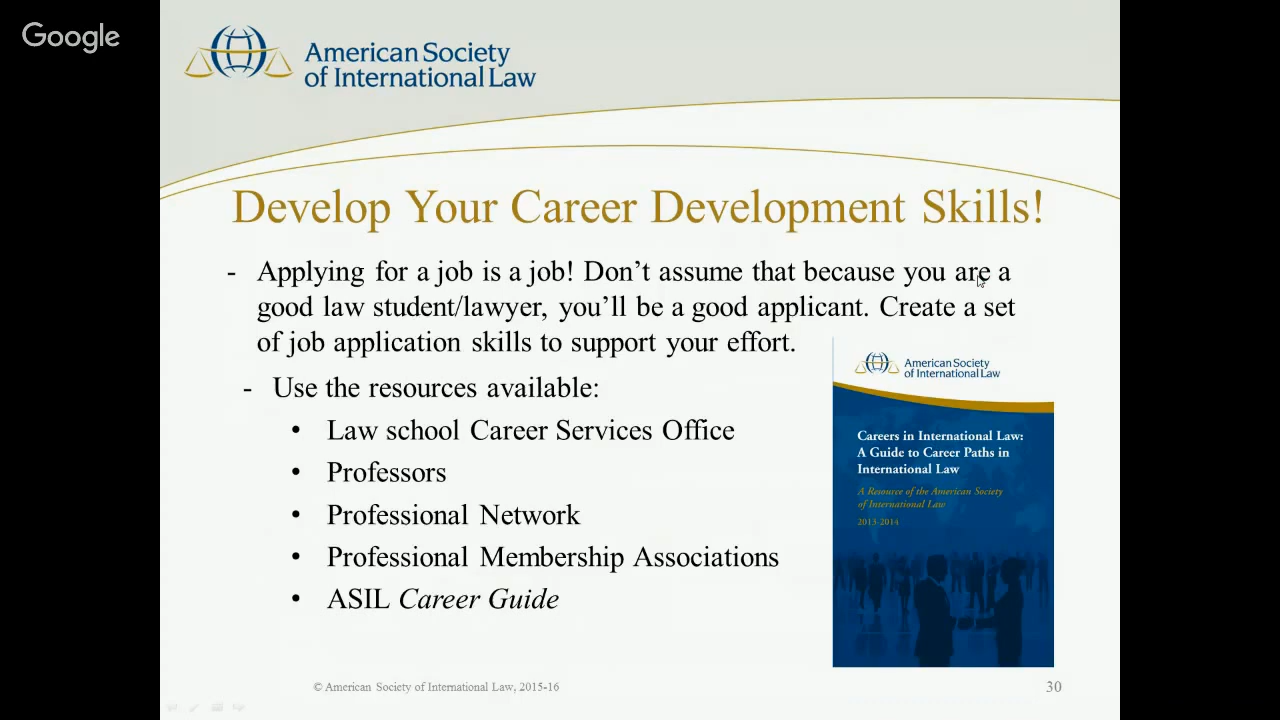 Google
American Society
of International Law
Develop Your Career Development Skills!
- Applying for a job is a job! Don’t assume that because you are a
good law student/lawyer, you’ll be a good applicant. Create a set
of job application skills to support your effort.
- Use the resources available:
• Law school Career Services Office
• Professors
• Professional Network
• Professional Membership Associations
• ASIL Career Guide
American Society
of International Law
Careers in International Law:
A Guide to Career Paths in
International Law
A Resource of the American Society
of International Law
2013-2014
© American Society of International Law, 2015-16
30